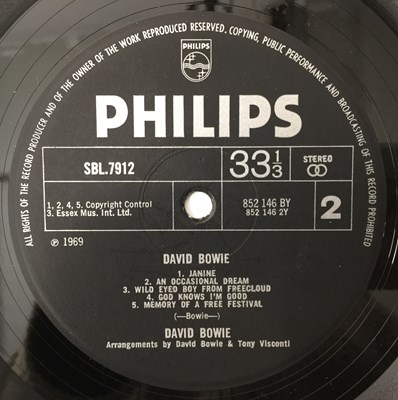 ALL RIGHTS OF THE RECORD PRODUCER AND OF THE OWNER OF THE WORK REPRODUCED RESERVED. COPYING, PUBLIC PERFORMANCE AND BROADCASTING OF THIS RECORD PROHIBITED
PHILIPS
PHILIPS
SBL.7912
33 1/3
STEREO
1, 2, 4, 5. Copyright Control
3. Essex Mus. Int. Ltd.
852 146 BY
852 146 2Y
2
Ⓟ 1969
DAVID BOWIE
1. JANINE
2. AN OCCASIONAL DREAM
3. WILD EYED BOY FROM FREECLOUD
4. GOD KNOWS I'M GOOD
5. MEMORY OF A FREE FESTIVAL
(—Bowie—)
DAVID BOWIE
Arrangements by David Bowie & Tony Visconti